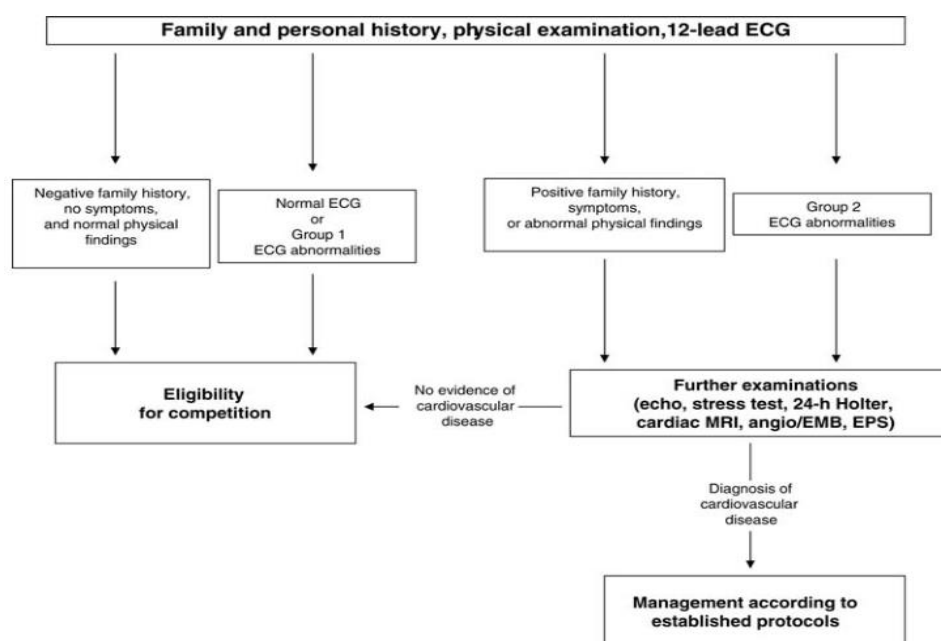 Family and personal history, physical examination,12-lead ECG
Negative family history,
no symptoms,
and normal physical
findings
Normal ECG
or
Group 1
ECG abnormalities
Positive family history,
symptoms,
or abnormal physical findings
Group 2
ECG abnormalities
Eligibility
for competition
No evidence of
cardiovascular
disease
Further examinations
(echo, stress test, 24-h Holter,
cardiac MRI, angio/EMB, EPS)
Diagnosis of
cardiovascular
disease
Management according to
established protocols